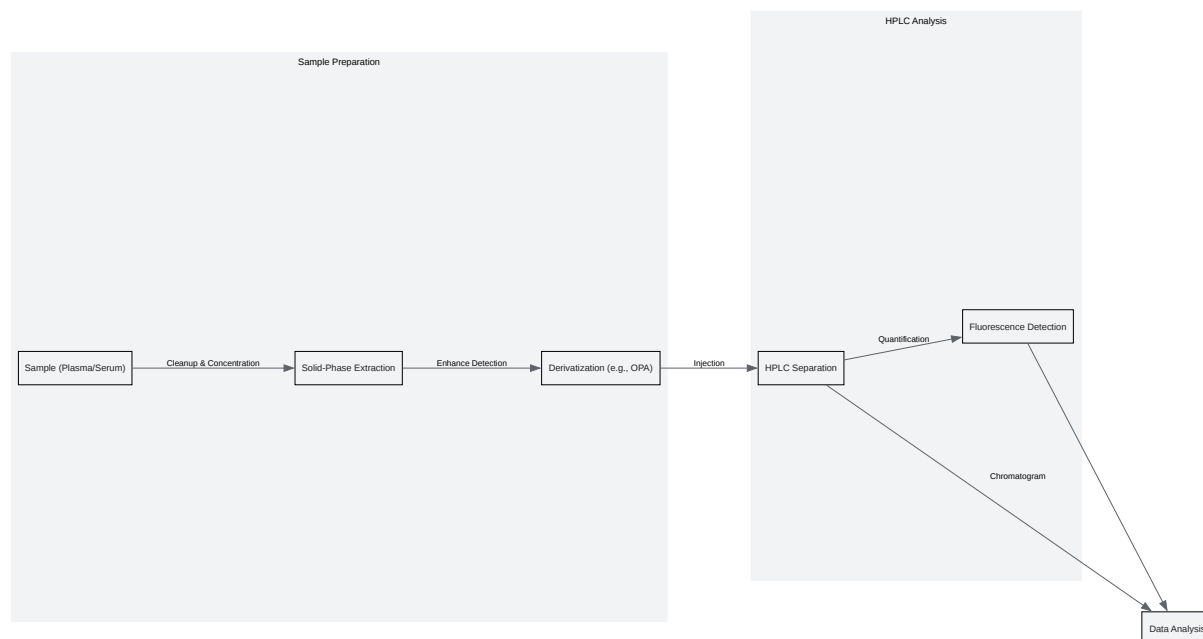 HPLC Analysis
Sample Preparation
Sample (Plasma/Serum)
Cleanup & Concentration
Solid-Phase Extraction
Enhance Detection
Derivatization (e.g., OPA)
Injection
HPLC Separation
Quantification
Fluorescence Detection
Chromatogram
Data Analysis